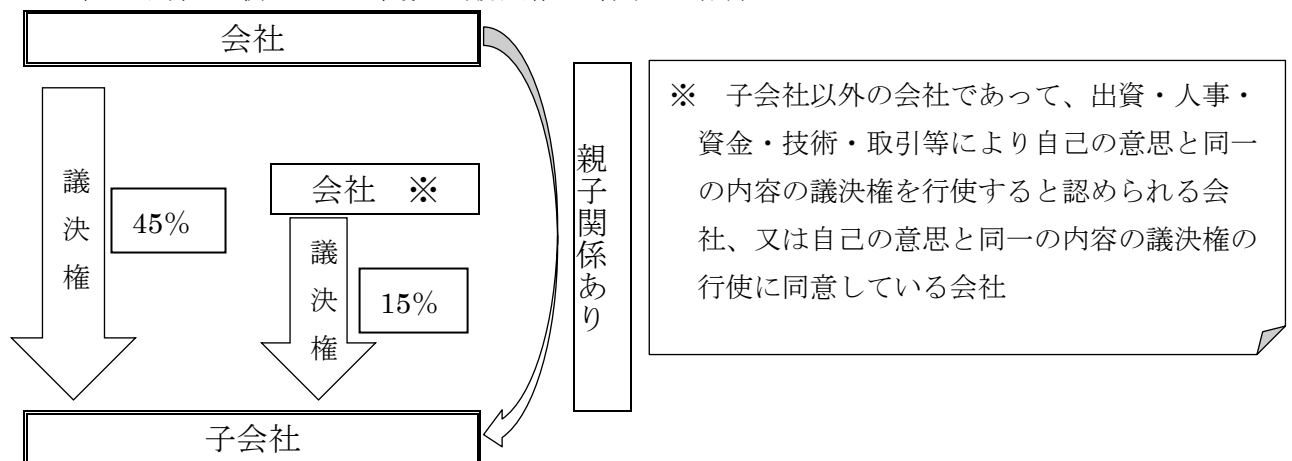 会社
議決権
45%
会社 ※
議決権
15%
親子関係あり
※ 子会社以外の会社であって、出資・人事・
資金・技術・取引等により自己の意思と同一
の内容の議決権を行使すると認められる会
社、又は自己の意思と同一の内容の議決権の
行使に同意している会社
子会社